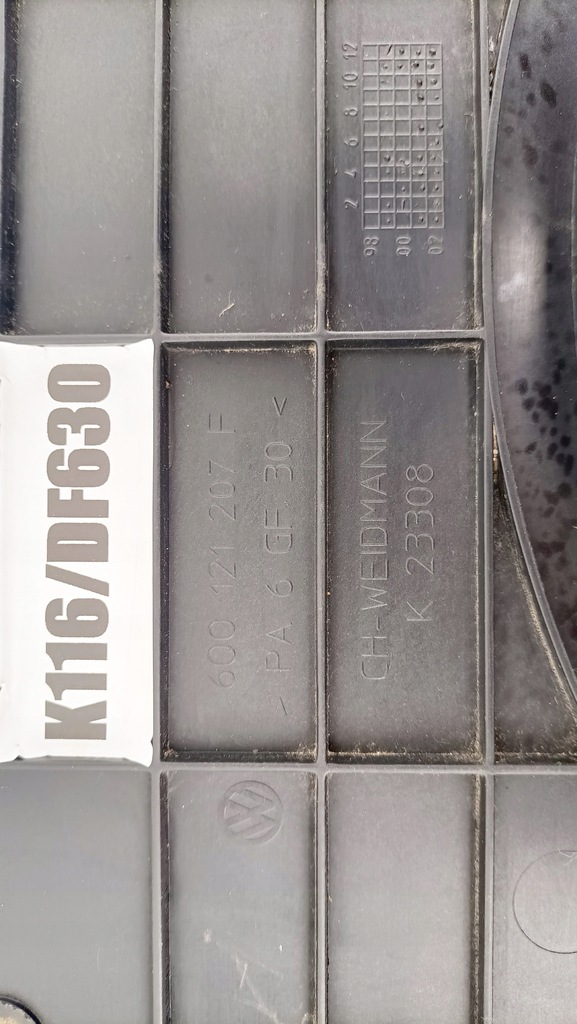 K116/DF630
600 121 207 F
> PA 6 GF 30 <
CH-WEIDMANN
K 23308
2 4 6 8 10 12
98
00
02